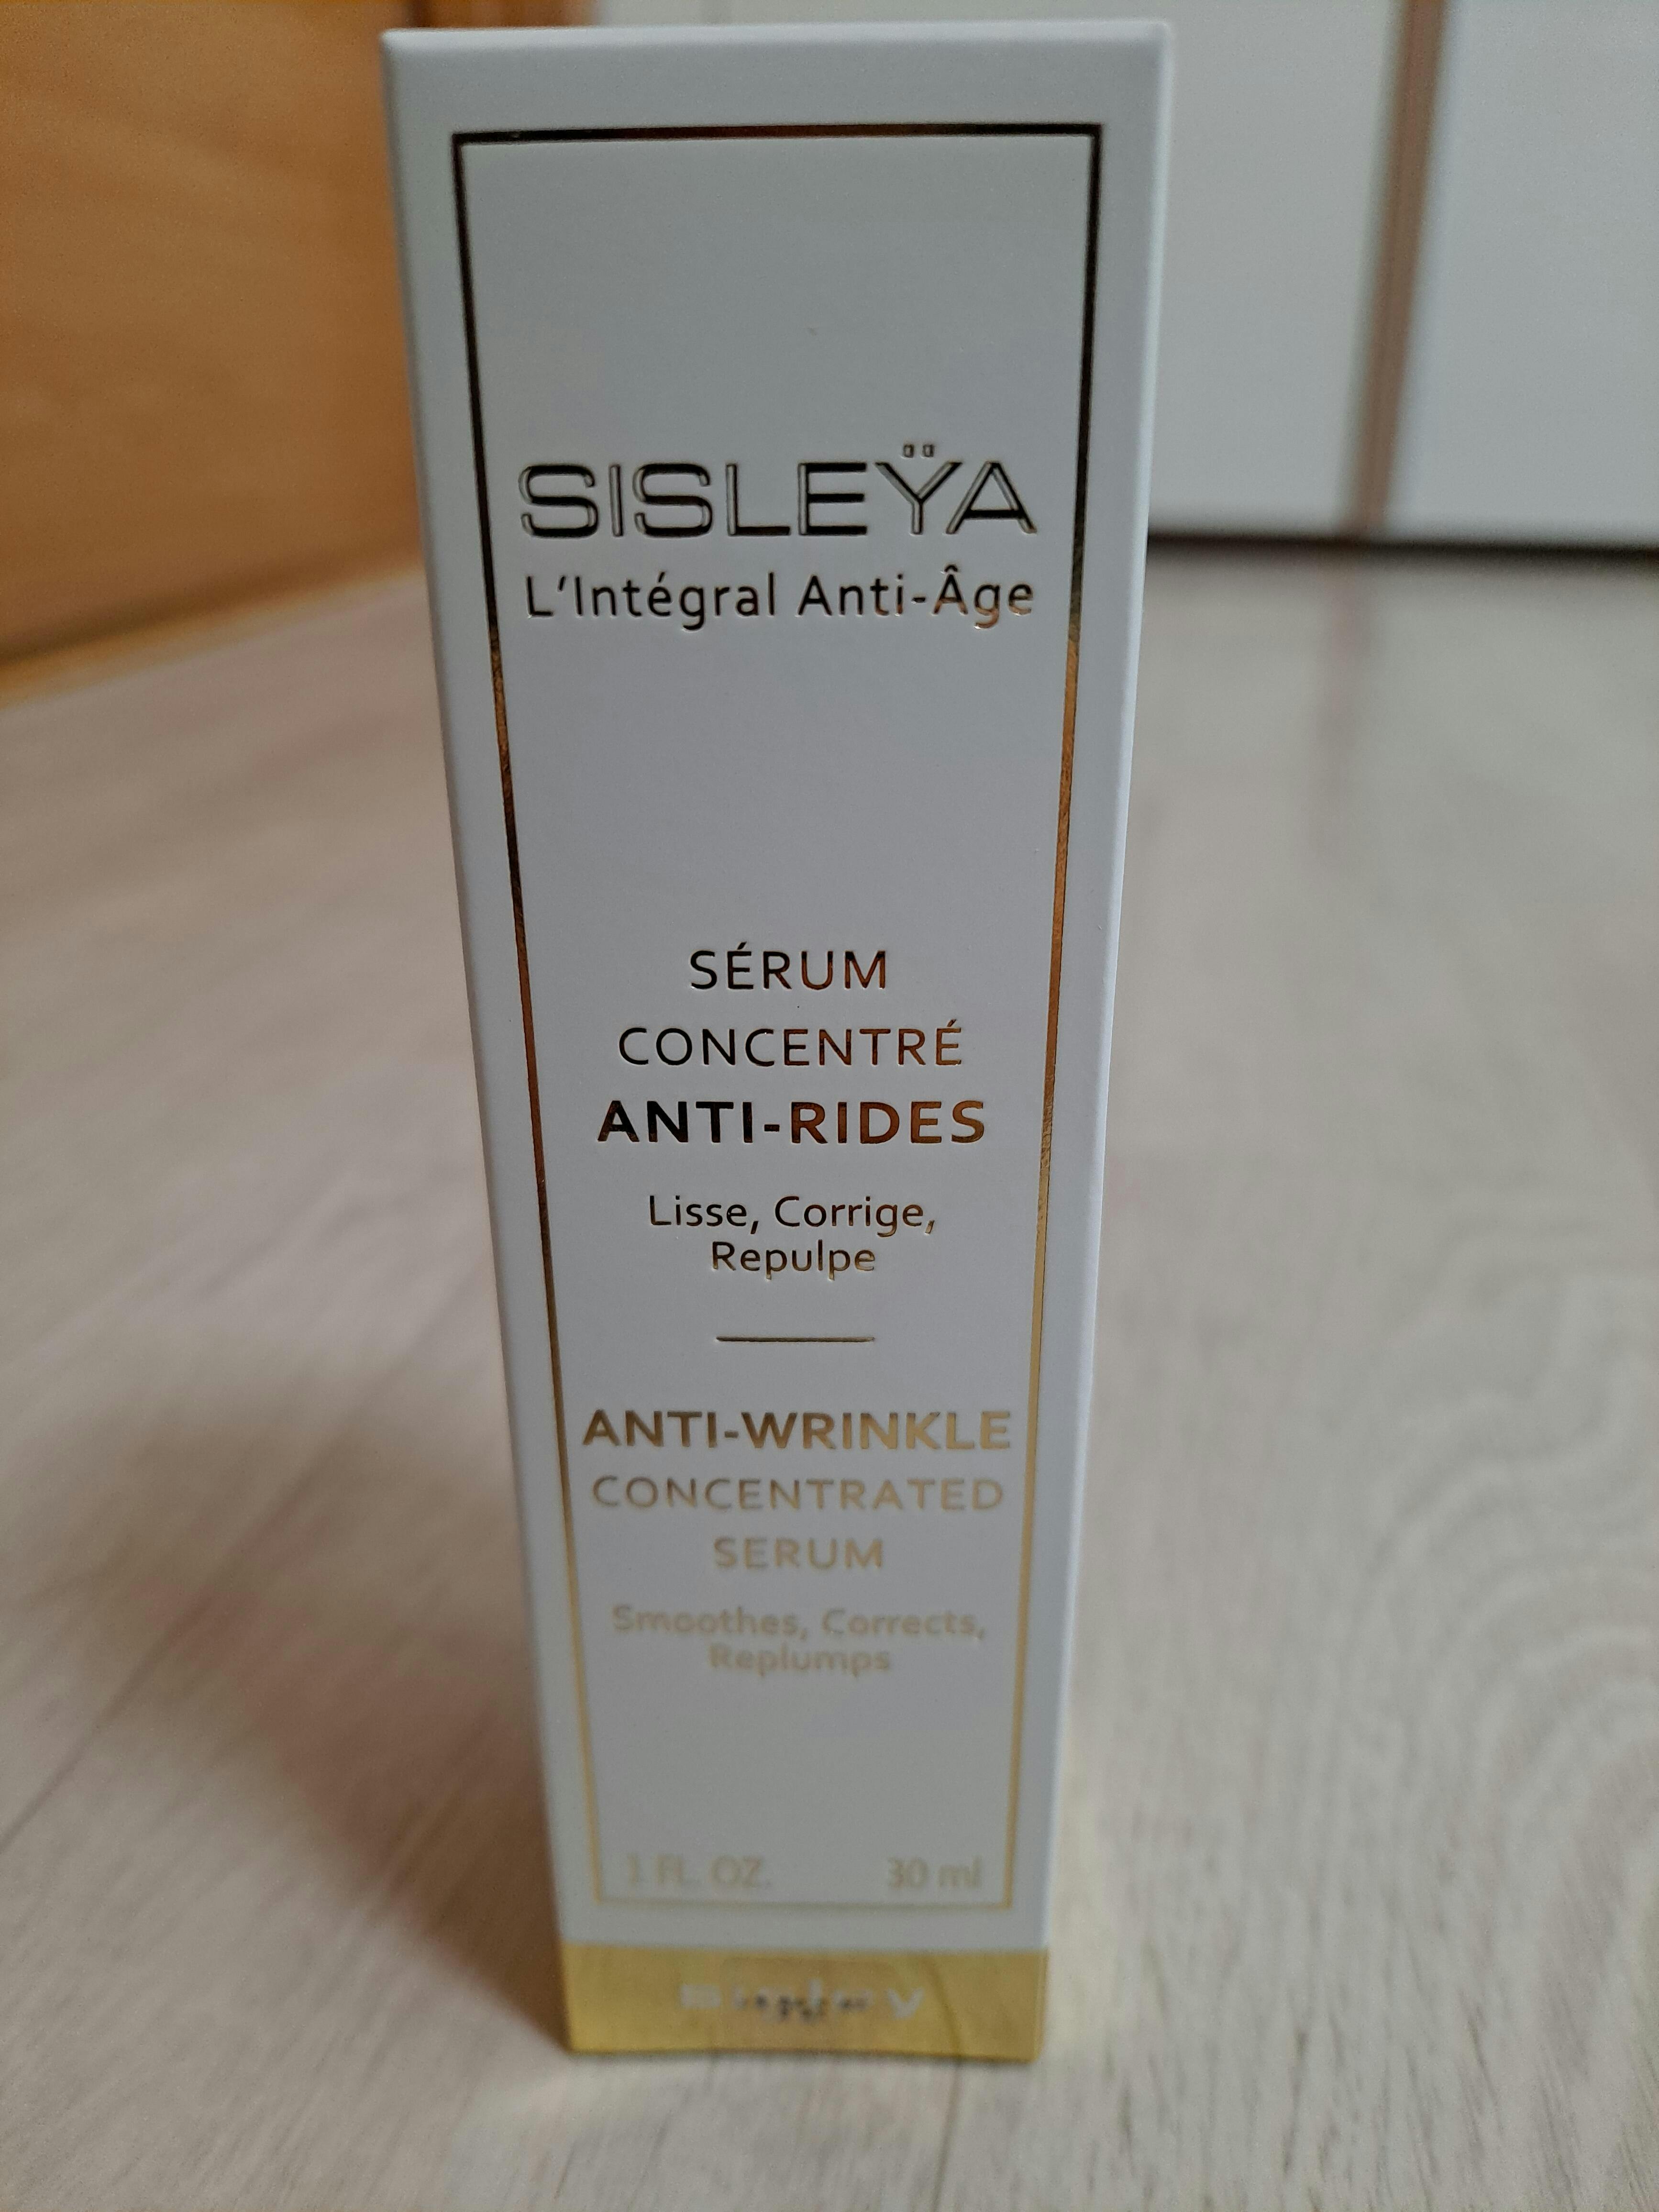 SISLEŸA
L'Intégral Anti-Âge
SÉRUM
CONCENTRÉ
ANTI-RIDES
Lisse, Corrige,
Repulpe
ANTI-WRINKLE
CONCENTRATED
SERUM
Smoothes, Corrects,
Replumps
1 FL. OZ. 30 ml
sisley